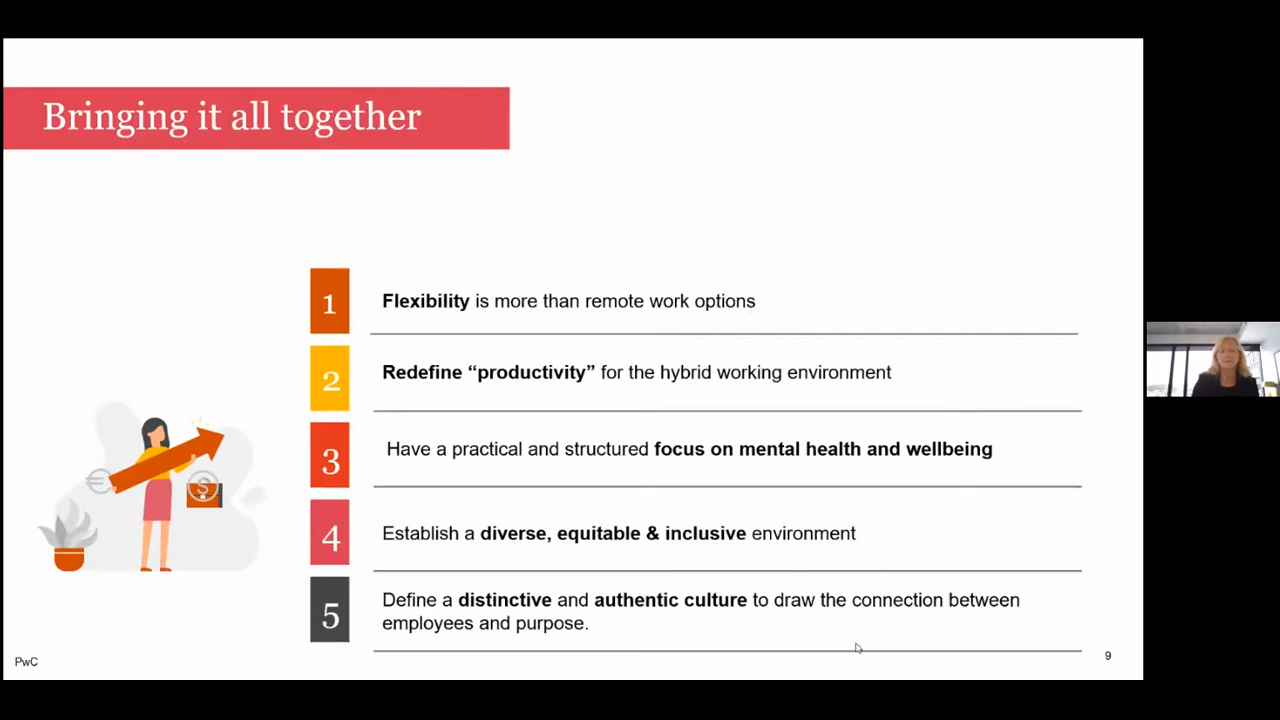 Bringing it all together
1
Flexibility is more than remote work options
2
Redefine “productivity” for the hybrid working environment
3
Have a practical and structured focus on mental health and wellbeing
4
Establish a diverse, equitable & inclusive environment
5
Define a distinctive and authentic culture to draw the connection between
employees and purpose.
€
$
PwC
9